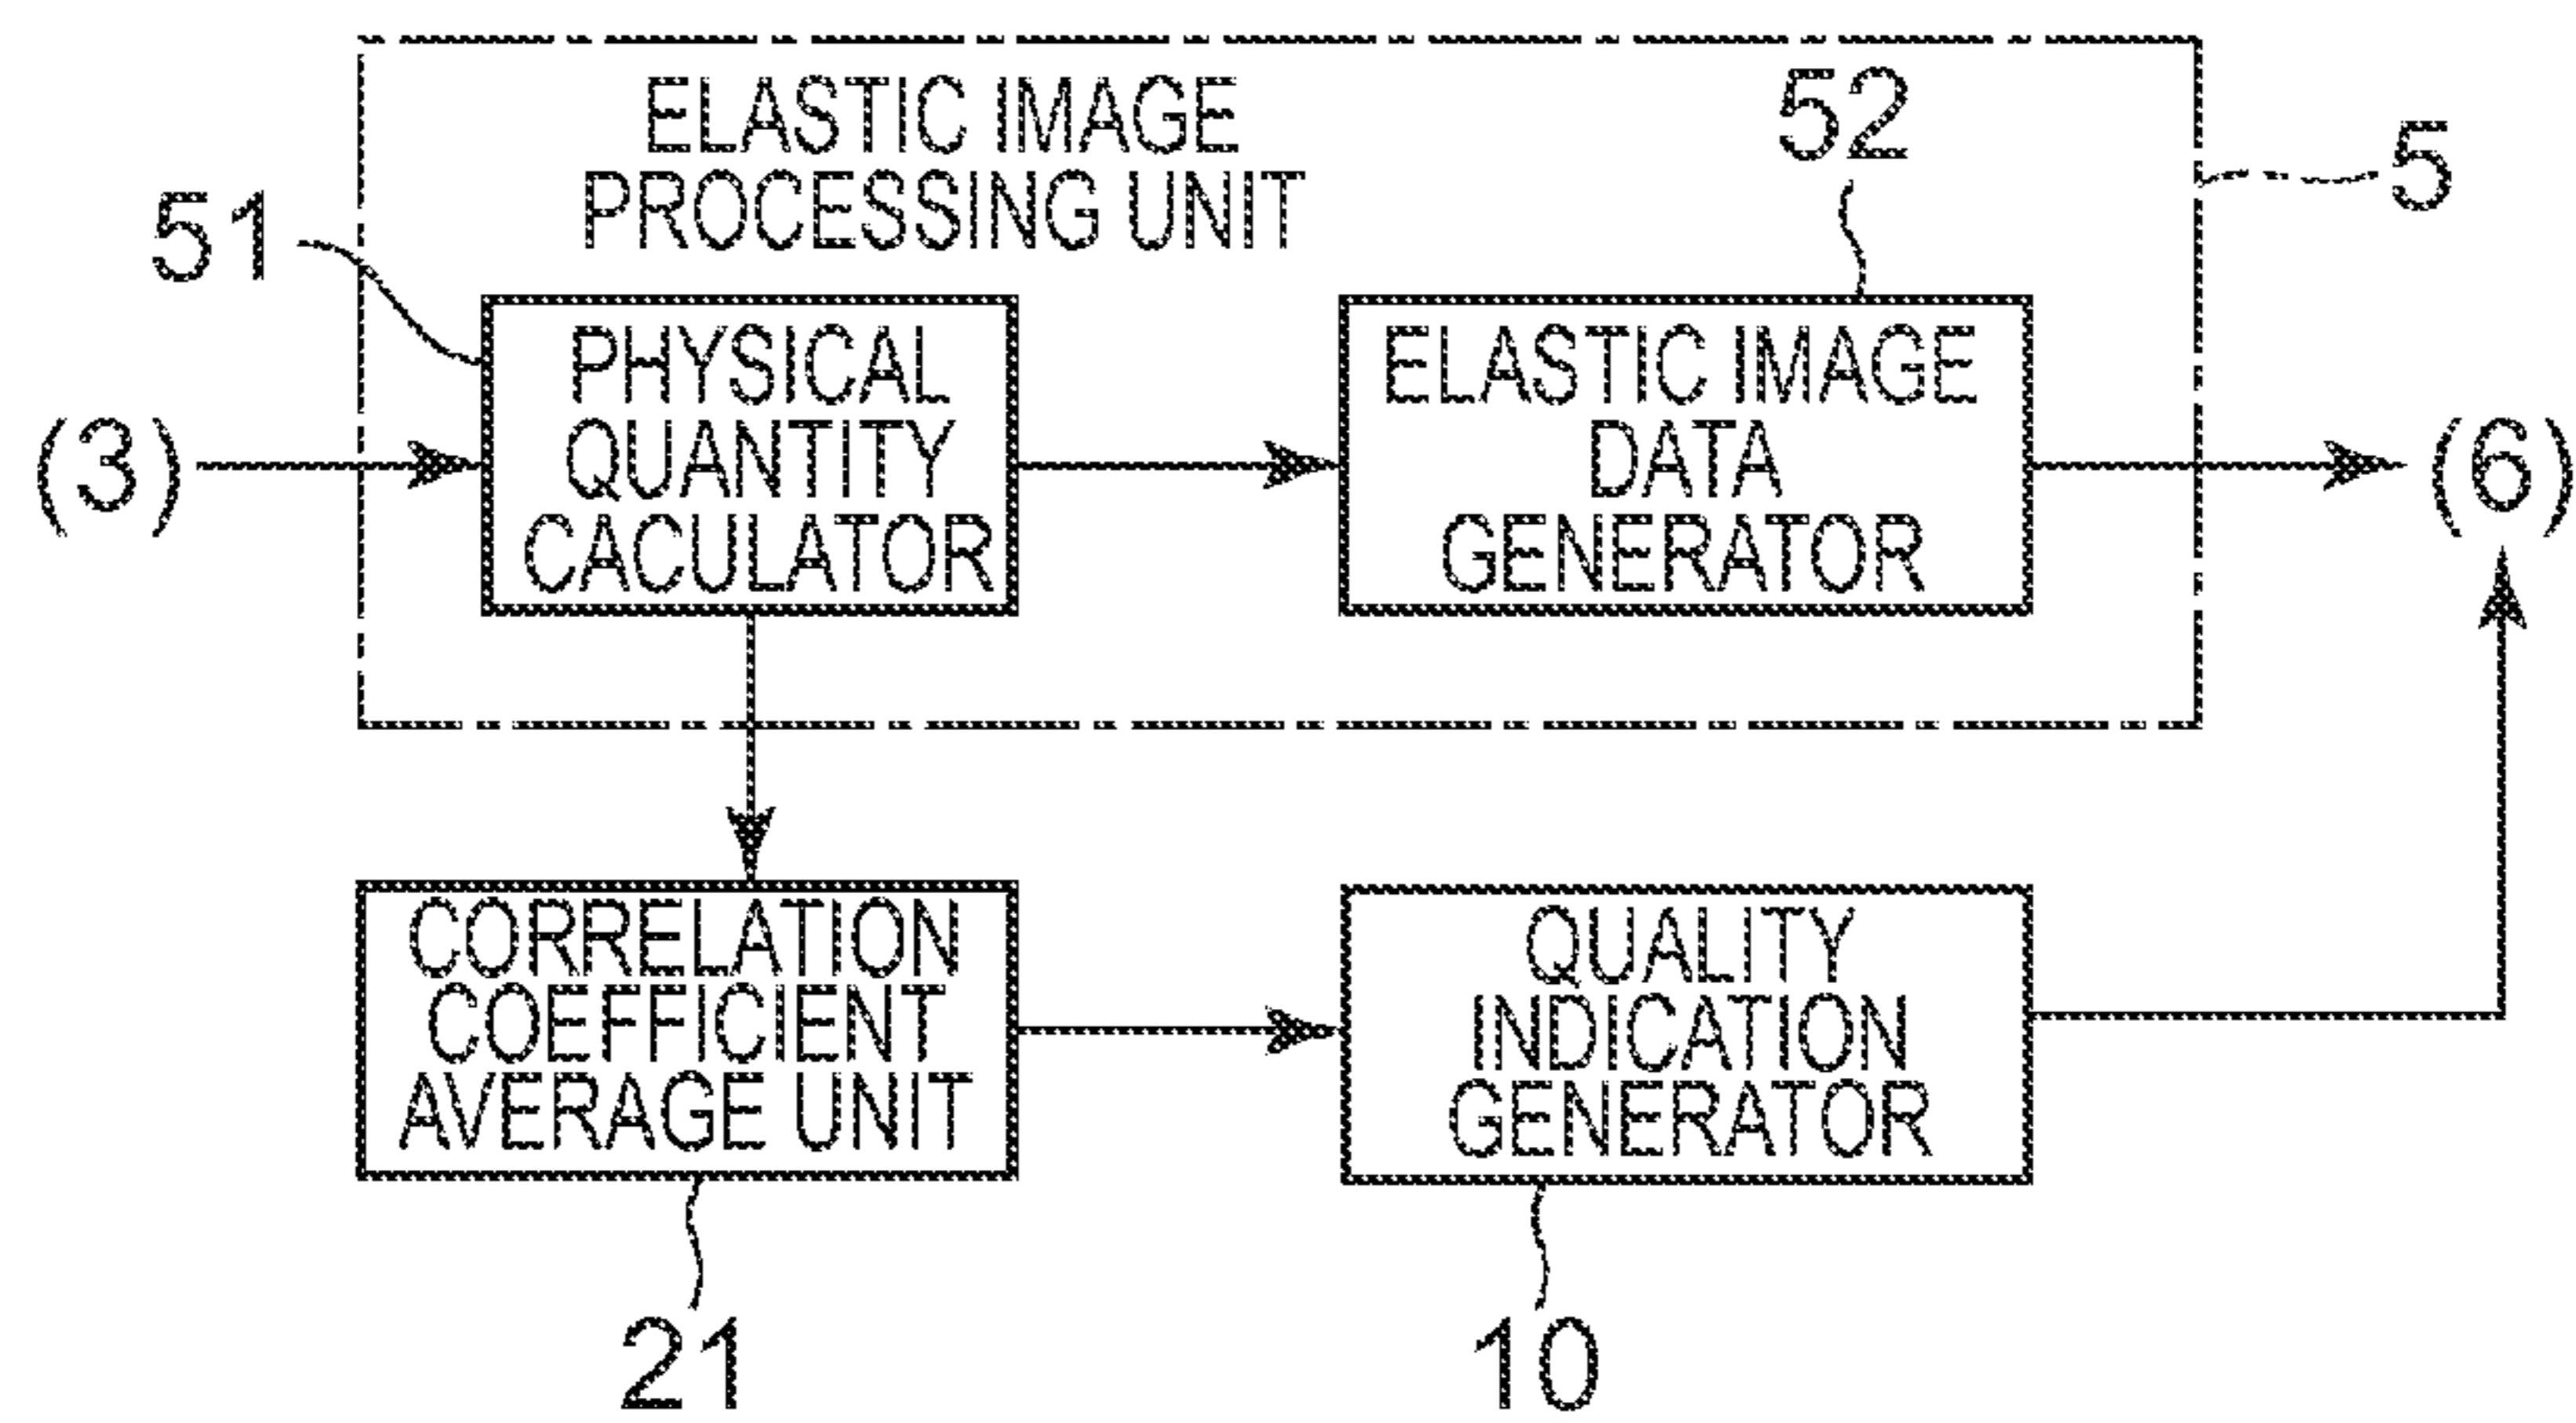 ELASTIC IMAGE
PROCESSING UNIT
52
5
51
PHYSICAL
QUANTITY
CACULATOR
ELASTIC IMAGE
DATA
GENERATOR
(3)
(6)
CORRELATION
COEFFICIENT
AVERAGE UNIT
QUALITY
INDICATION
GENERATOR
21
10